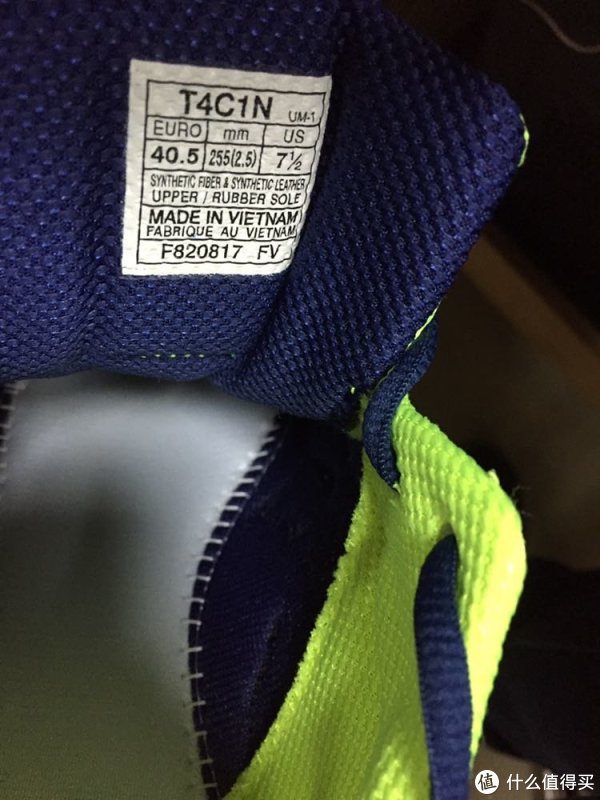 T4C1N UM-1
EURO mm US
40.5 255(2.5) 7½
SYNTHETIC FIBER & SYNTHETIC LEATHER
UPPER / RUBBER SOLE
MADE IN VIETNAM
FABRIQUE AU VIETNAM
F820817 FV
值 什么值得买